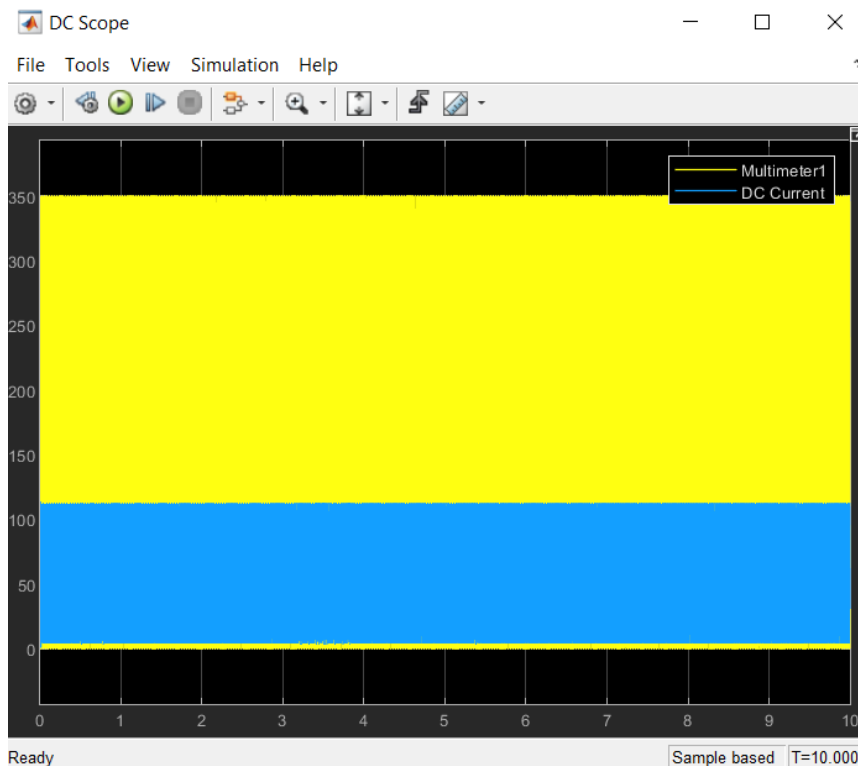 DC Scope
File Tools View Simulation Help
Multimeter1
DC Current
350
300
250
200
150
100
50
0
0 1 2 3 4 5 6 7 8 9 10
Ready Sample based T=10.000